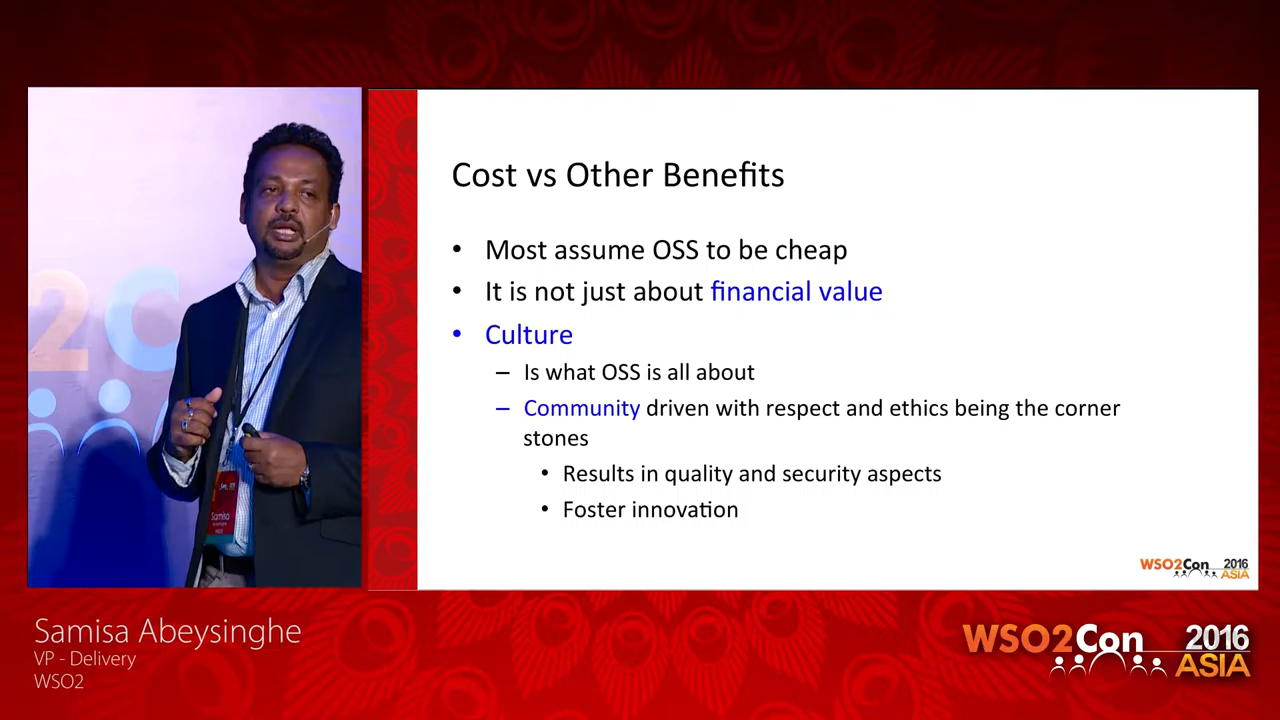 Cost vs Other Benefits
• Most assume OSS to be cheap
• It is not just about financial value
• Culture
– Is what OSS is all about
– Community driven with respect and ethics being the corner
stones
• Results in quality and security aspects
• Foster innovation
WSO2Con 2016
ASIA
2C
Samisa
Samisa Abeysinghe
VP - Delivery
WSO2
WSO2Con 2016
ASIA